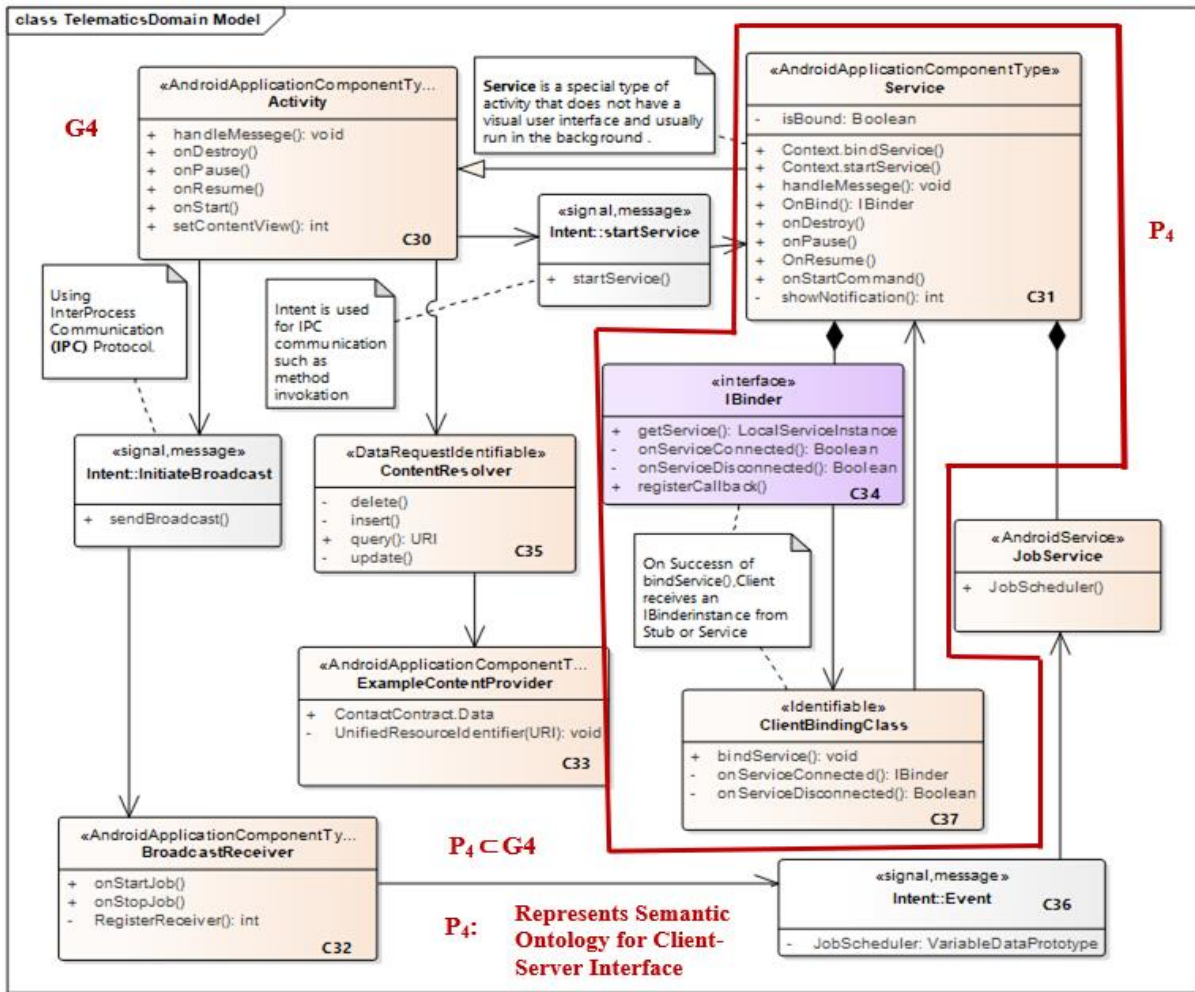 class TelematicsDomain Model
G4
«AndroidApplicationComponentTy...
Activity
+ handleMessege(): void
+ onDestroy()
+ onPause()
+ onResume()
+ onStart()
+ setContentView(): int
C30
Service is a special type of
activity that does not have a
visual user interface and usually
run in the background .
«AndroidApplicationComponentType»
Service
- isBound: Boolean
+ Context.bindService()
+ Context.startService()
+ handleMessege(): void
+ OnBind(): IBinder
+ onDestroy()
+ onPause()
+ OnResume()
+ onStartCommand()
- showNotification(): int
C31
P4
«signal,message»
Intent::startService
+ startService()
Using
InterProcess
Communication
(IPC) Protocol.
Intent is used
for IPC
communication
such as
method
invokation
«interface»
IBinder
+ getService(): LocalServiceInstance
- onServiceConnected(): Boolean
- onServiceDisconnected(): Boolean
+ registerCallback()
C34
«signal,message»
Intent::InitiateBroadcast
+ sendBroadcast()
«DataRequestIdentifiable»
ContentResolver
- delete()
- insert()
+ query(): URI
- update()
C35
On Successn of
bindService(),Client
receives an
IBinderinstance from
Stub or Service
«AndroidService»
JobService
+ JobScheduler()
«AndroidApplicationComponentT...
ExampleContentProvider
+ ContactContract.Data
- UnifiedResourceIdentifier(URI): void
C33
«Identifiable»
ClientBindingClass
+ bindService(): void
- onServiceConnected(): IBinder
- onServiceDisconnected(): Boolean
C37
«AndroidApplicationComponentTy...
BroadcastReceiver
+ onStartJob()
+ onStopJob()
- RegisterReceiver(): int
C32
P4 ⊂ G4
P4: Represents Semantic
Ontology for Client-
Server Interface
«signal,message»
Intent::Event
C36
- JobScheduler: VariableDataPrototype